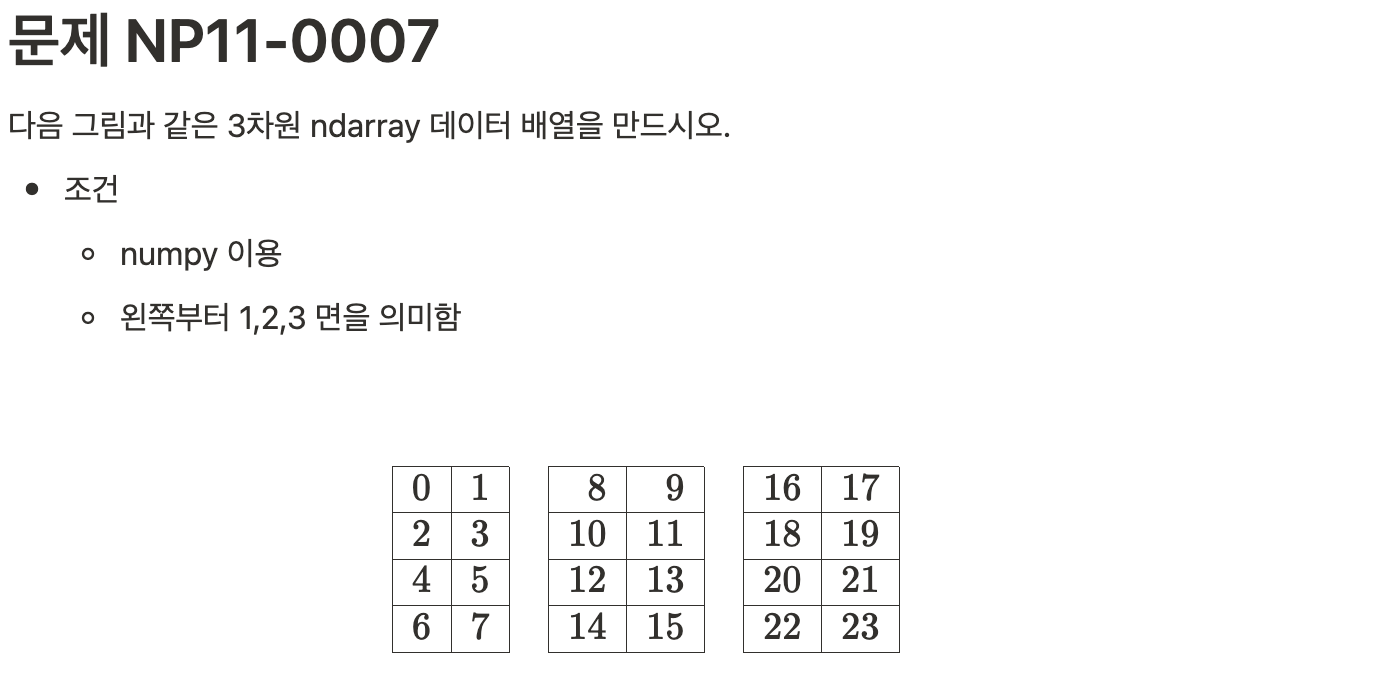 문제 NP11-0007
다음 그림과 같은 3차원 ndarray 데이터 배열을 만드시오.
조건
numpy 이용
왼쪽부터 1,2,3 면을 의미함
0 1 8 9 16 17
2 3 10 11 18 19
4 5 12 13 20 21
6 7 14 15 22 23